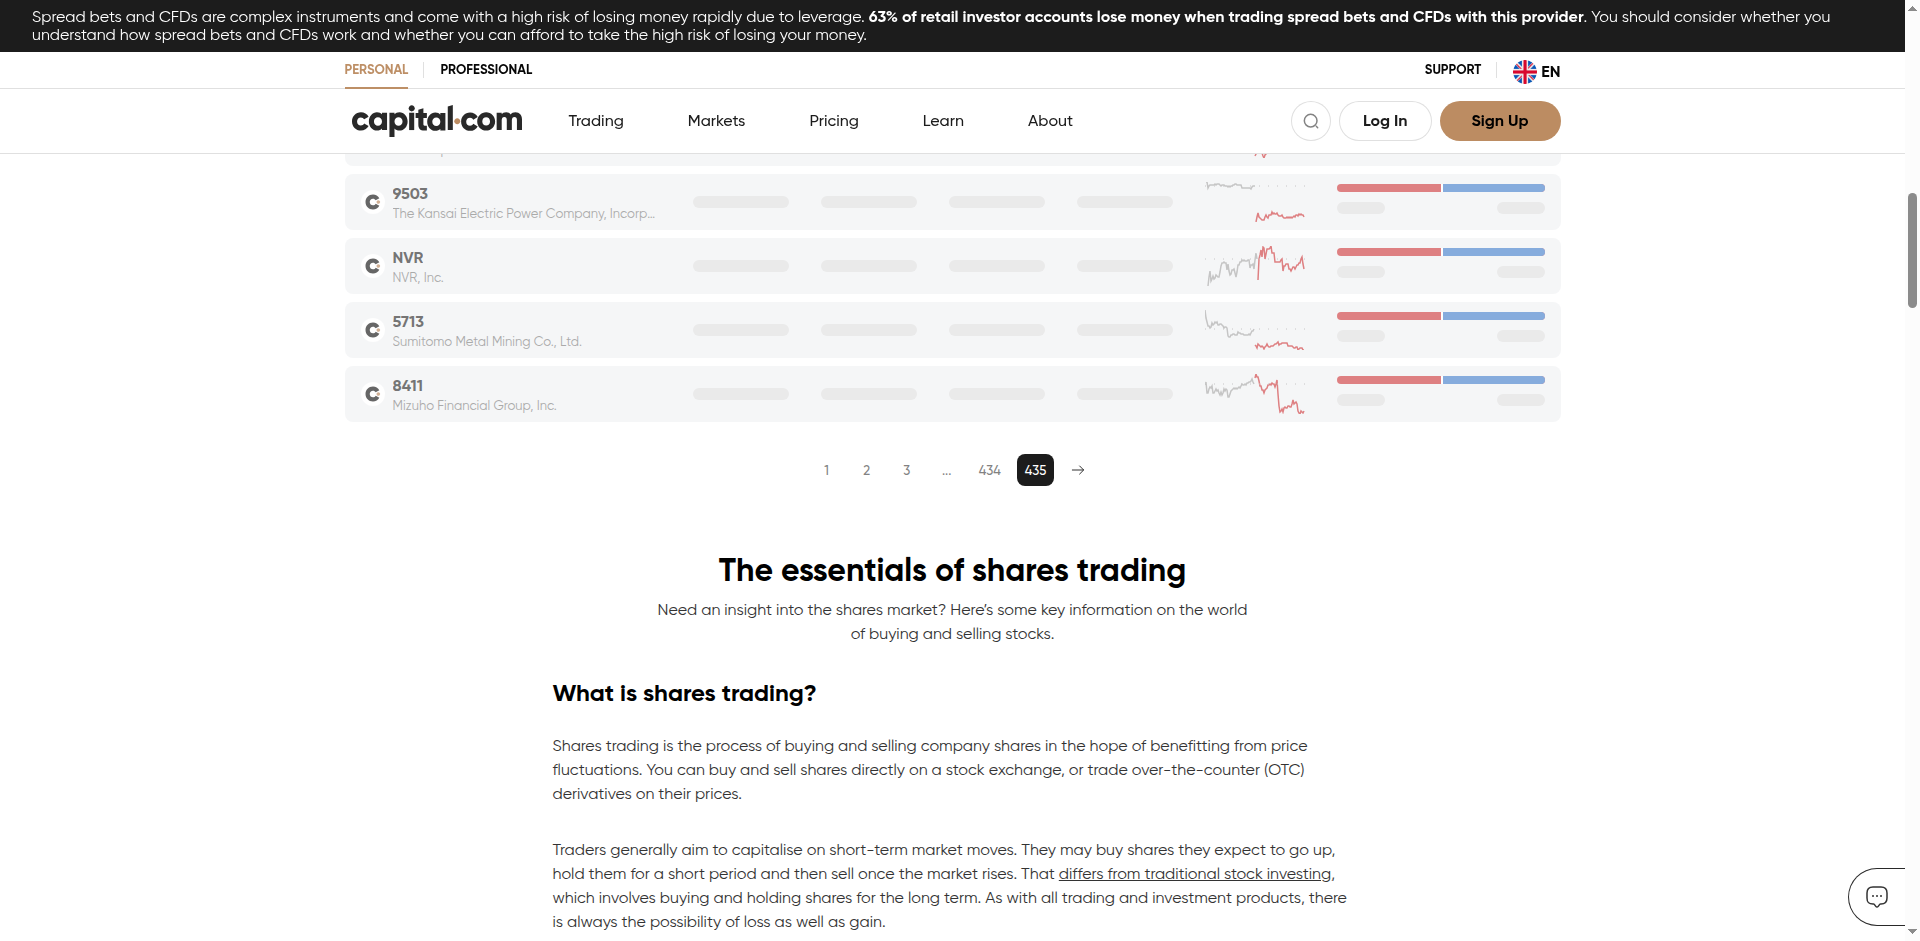 Spread bets and CFDs are complex instruments and come with a high risk of losing money rapidly due to leverage. 63% of retail investor accounts lose money when trading spread bets and CFDs with this provider. You should consider whether you
understand how spread bets and CFDs work and whether you can afford to take the high risk of losing your money.
PERSONAL
PROFESSIONAL
SUPPORT
EN
capital.com
Trading
Markets
Pricing
Learn
About
Log In
Sign Up
9503
The Kansai Electric Power Company, Incorp...
NVR
NVR, Inc.
5713
Sumitomo Metal Mining Co., Ltd.
8411
Mizuho Financial Group, Inc.
1 2 3 ... 434 435
The essentials of shares trading
Need an insight into the shares market? Here’s some key information on the world
of buying and selling stocks.
What is shares trading?
Shares trading is the process of buying and selling company shares in the hope of benefitting from price
fluctuations. You can buy and sell shares directly on a stock exchange, or trade over-the-counter (OTC)
derivatives on their prices.
Traders generally aim to capitalise on short-term market moves. They may buy shares they expect to go up,
hold them for a short period and then sell once the market rises. That differs from traditional stock investing,
which involves buying and holding shares for the long term. As with all trading and investment products, there
is always the possibility of loss as well as gain.